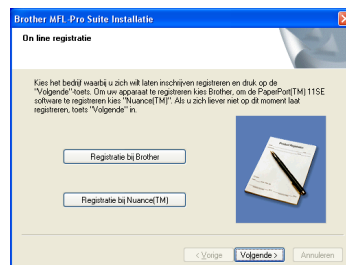 Brother MFL-Pro Suite Installatie
On line registratie
Kies het bedrijf waarbij u zich wilt laten inschrijven registreren en druk op de
"Volgende"-toets. Om uw apparaat te registreren kies Brother, om de PaperPort(TM) 11SE
software te registreren kies "Nuance(TM)". Als u zich liever niet op dit moment laat
registreren, toets "Volgende" in.
Registratie bij Brother
Registratie bij Nuance(TM)
< Vorige
Volgende >
Annuleren